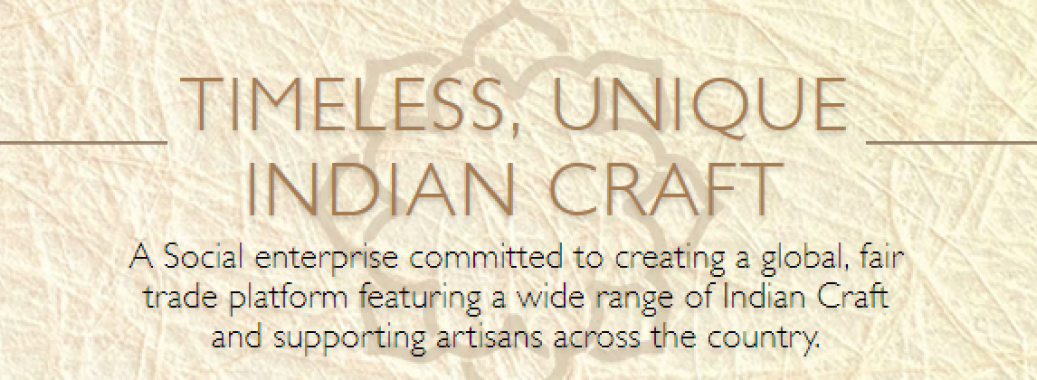 TIMELESS, UNIQUE
INDIAN CRAFT
A Social enterprise committed to creating a global, fair
trade platform featuring a wide range of Indian Craft
and supporting artisans across the country.